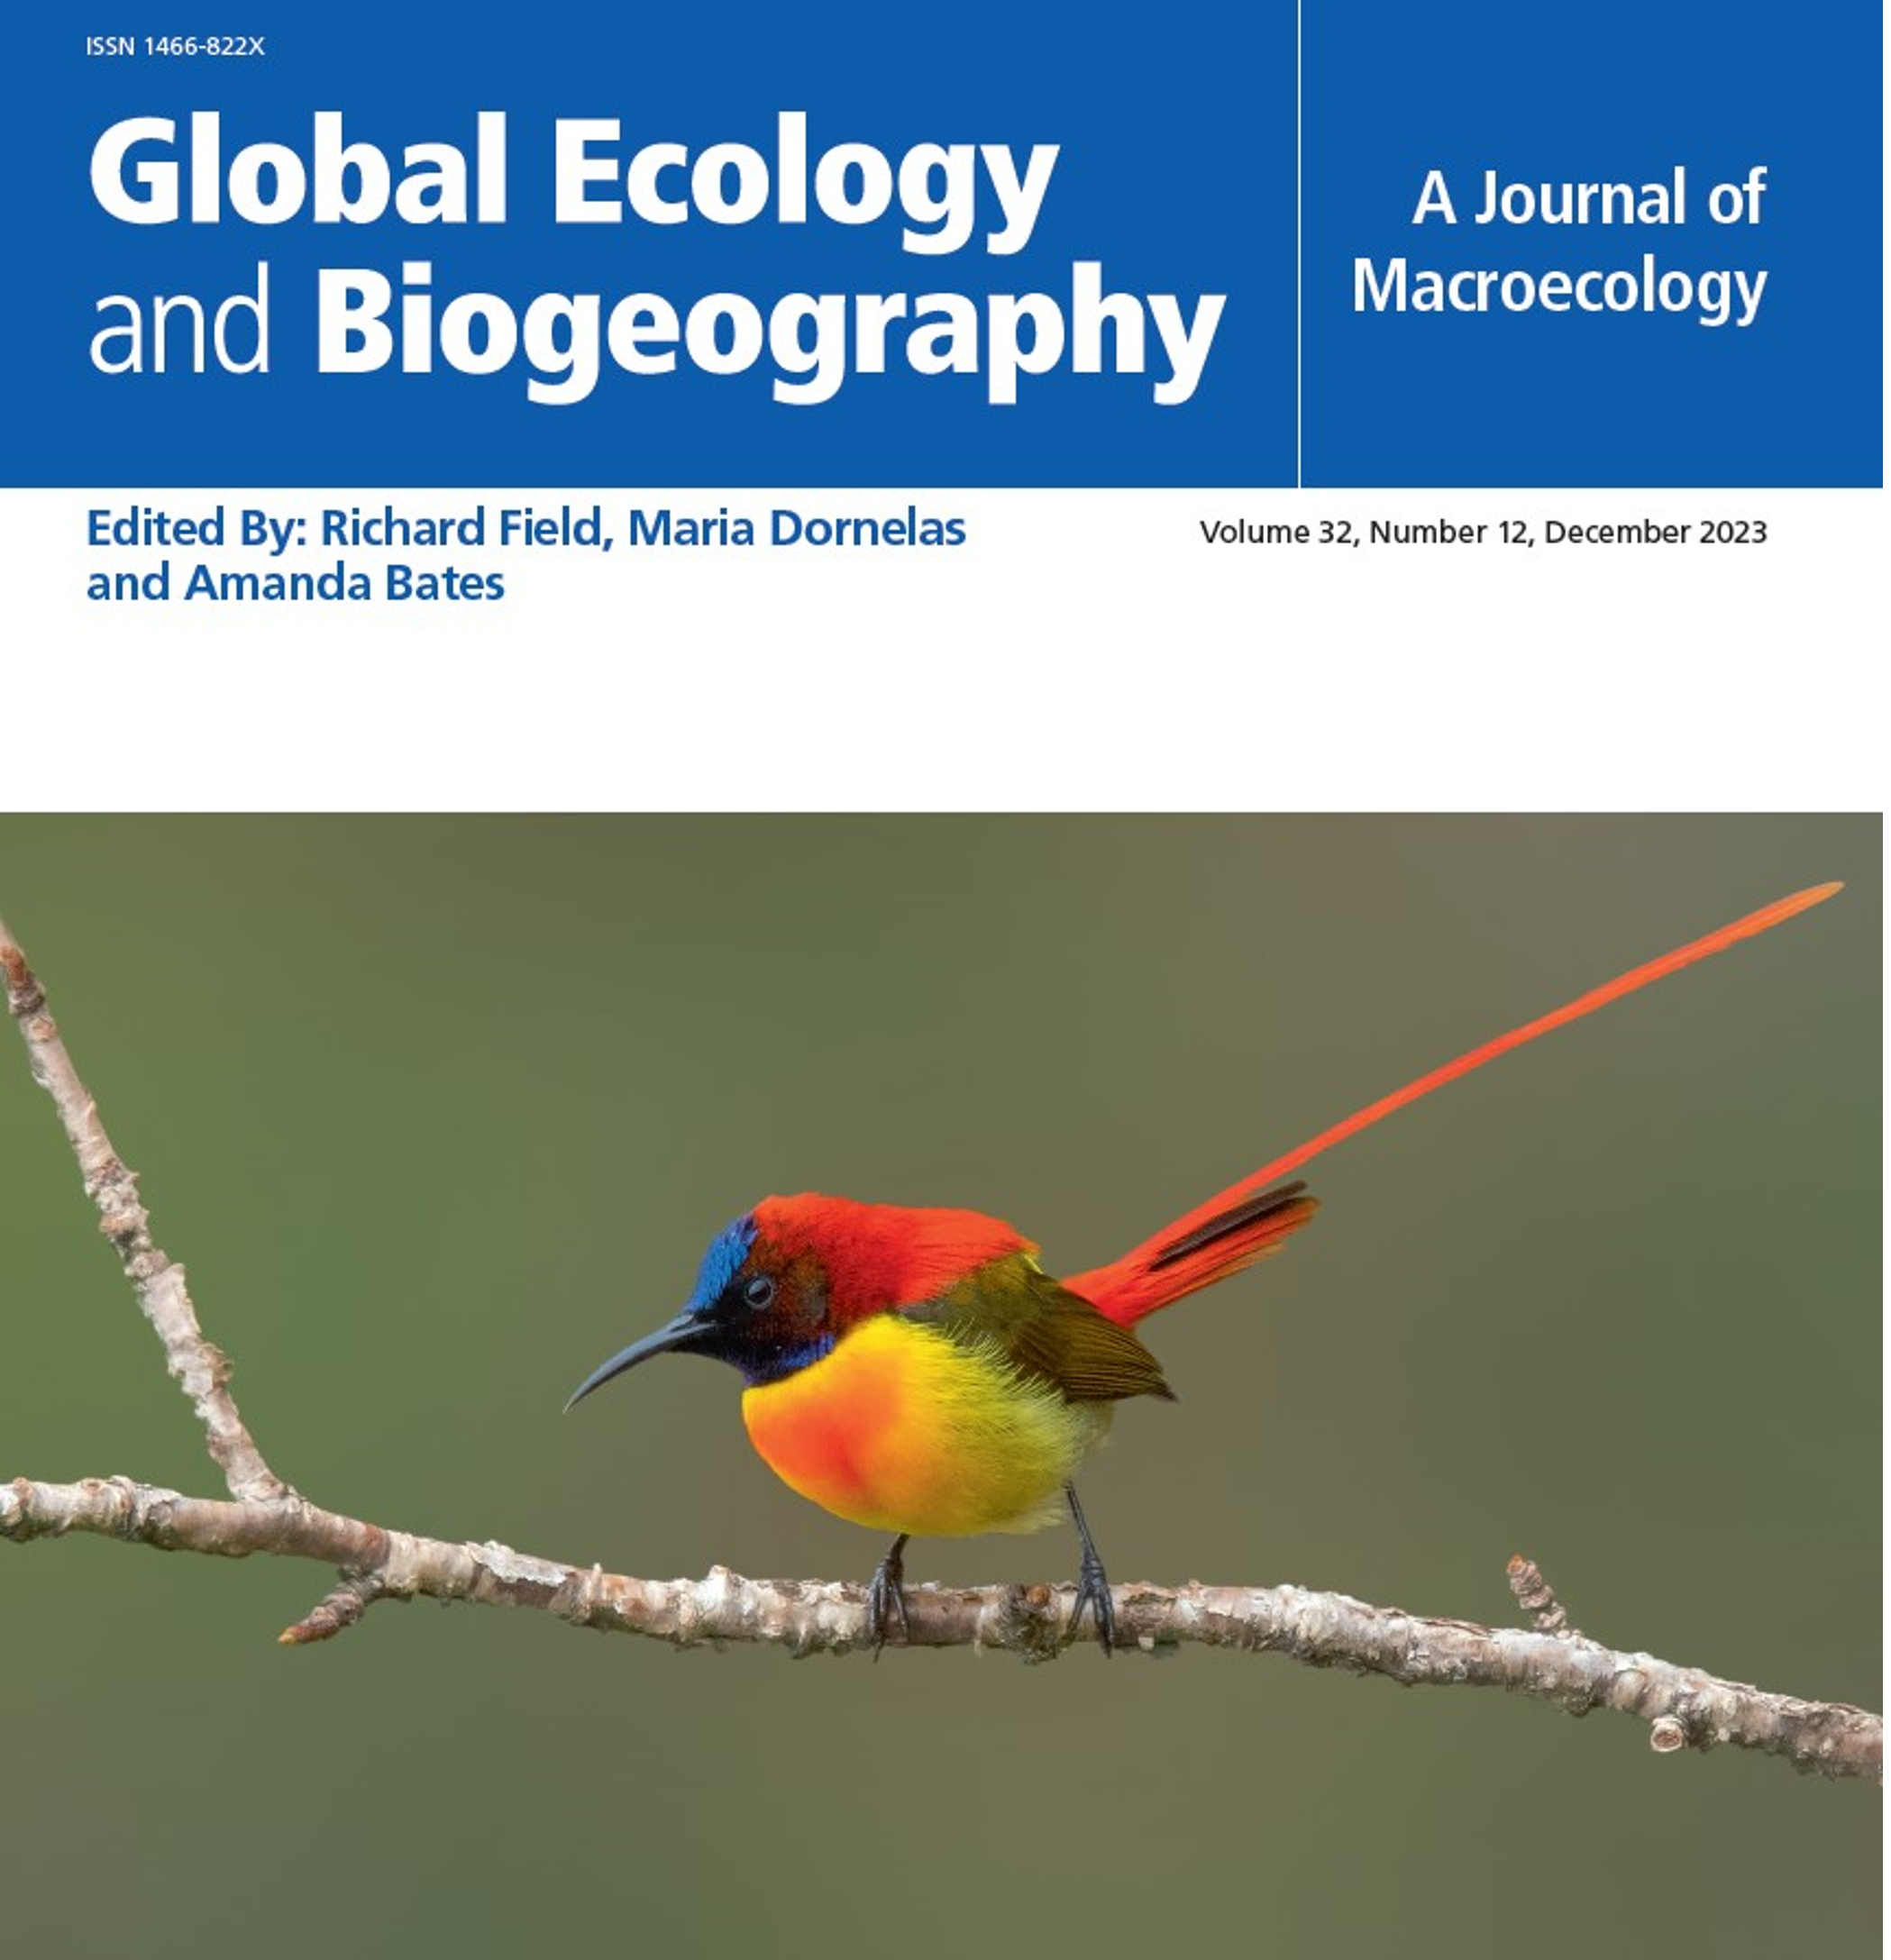 ISSN 1466-822X
Global Ecology
and Biogeography
A Journal of
Macroecology
Edited By: Richard Field, Maria Dornelas
and Amanda Bates
Volume 32, Number 12, December 2023